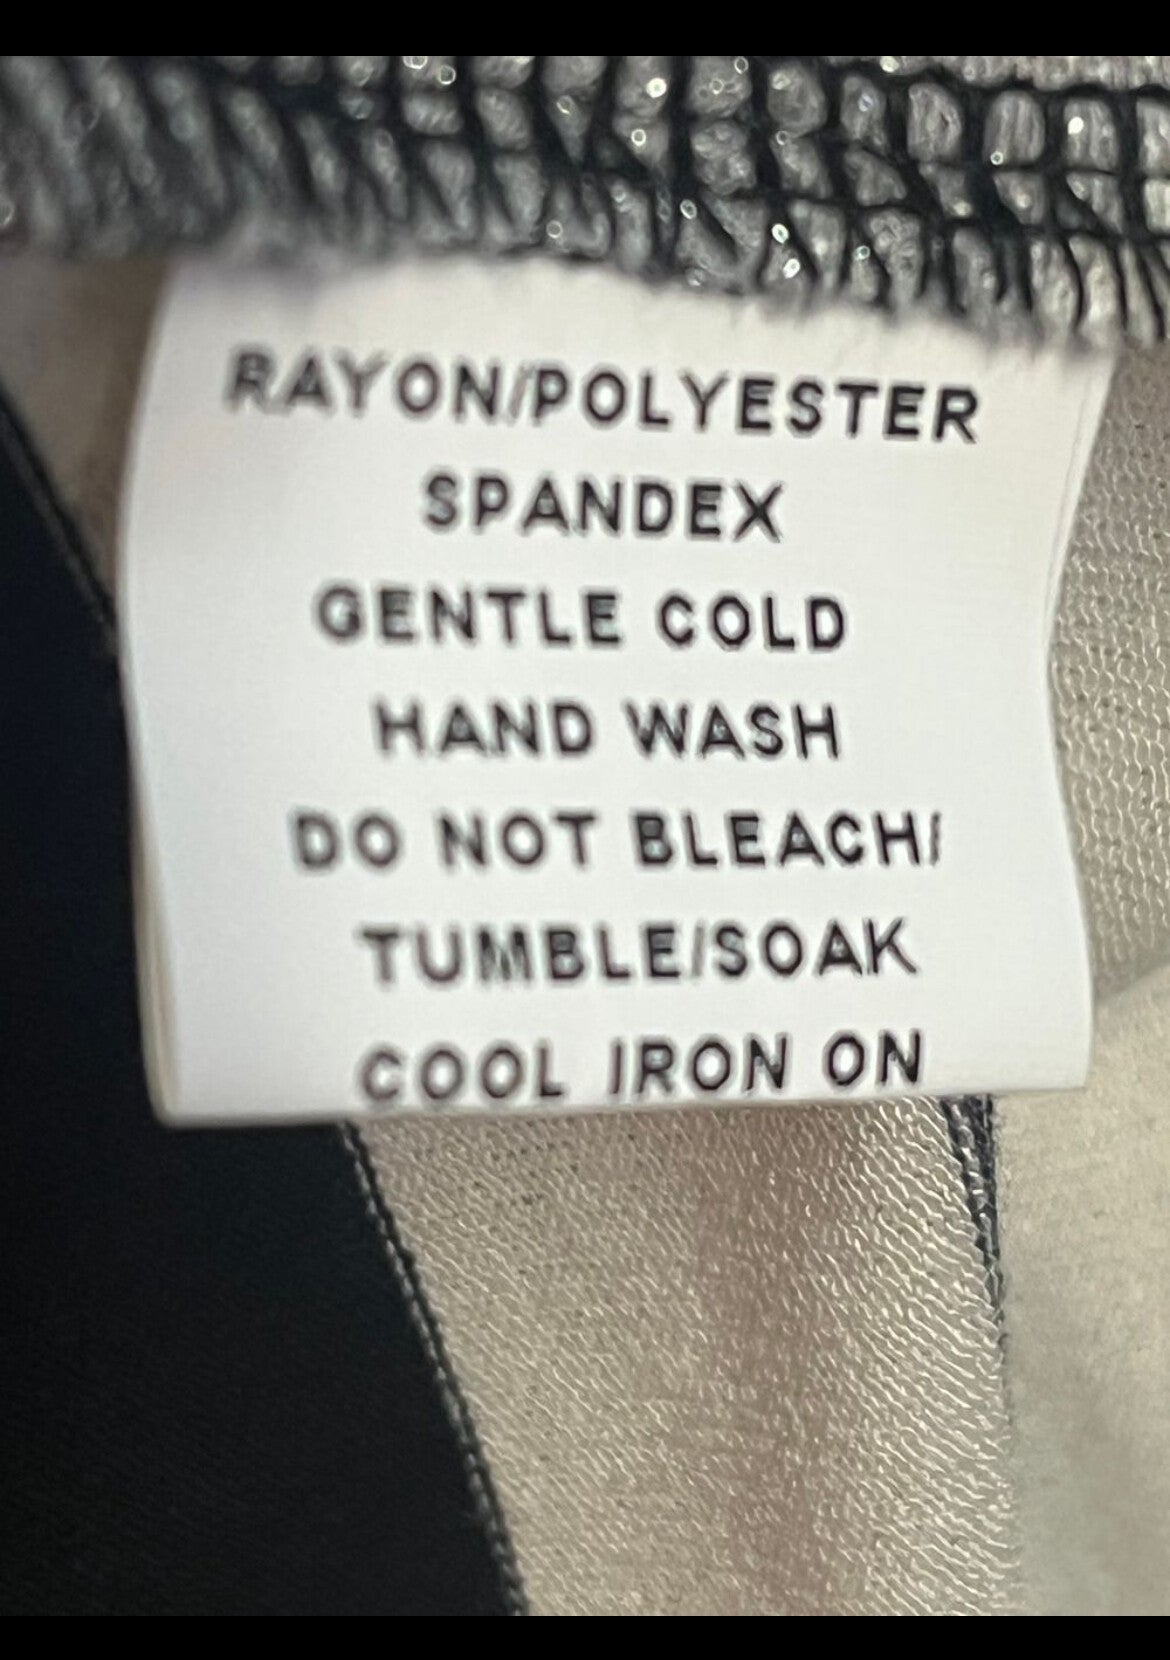 RAYON/POLYESTER
SPANDEX
GENTLE COLD
HAND WASH
DO NOT BLEACH/
TUMBLE/SOAK
COOL IRON ON